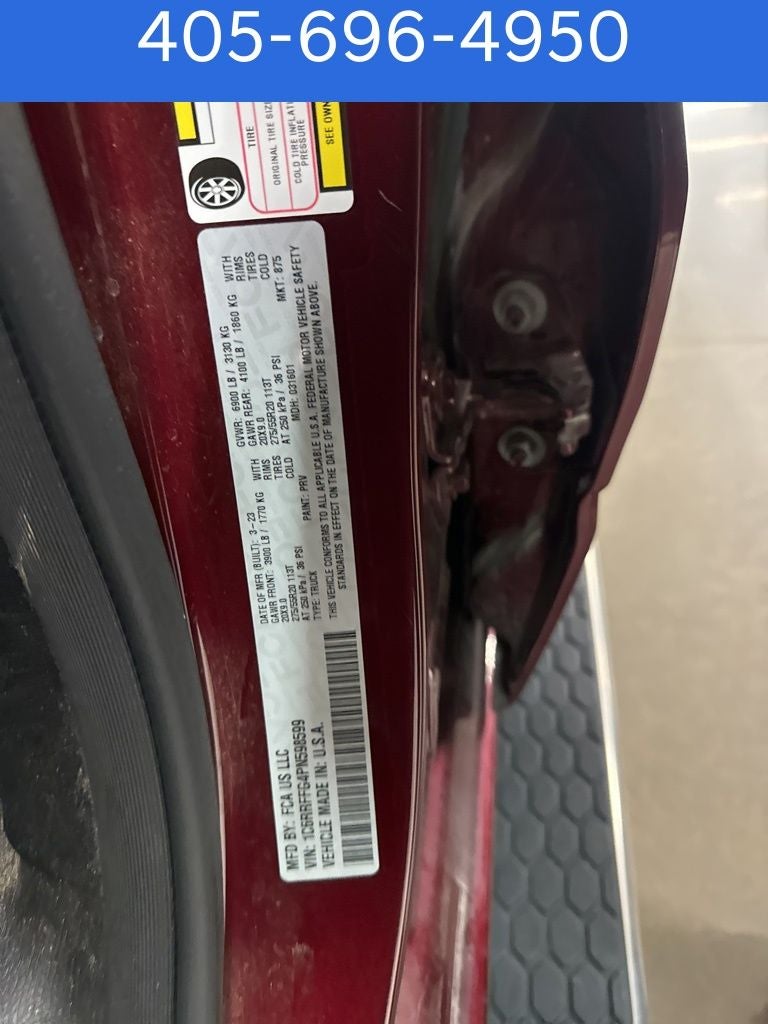 405-696-4950
TIRE
ORIGINAL TIRE SIZE
COLD TIRE INFLATI
PRESSURE
SEE OWN
MFD BY: FCA US LLC
VIN: 1C6RRFFG4PN598599
VEHICLE MADE IN: U.S.A.
DATE OF MFR (BUILT): 3-23 GVWR: 6900 LB / 3130 KG
GAWR FRONT: 3900 LB / 1770 KG WITH GAWR REAR: 4100 LB / 1860 KG WITH
20X9.0 RIMS 20X9.0 RIMS
275/55R20 113T TIRES 275/55R20 113T TIRES
AT 250 kPa / 36 PSI COLD AT 250 kPa / 36 PSI COLD
TYPE: TRUCK PAINT: PRV MDH: 031601 MKT: 875
THIS VEHICLE CONFORMS TO ALL APPLICABLE U.S.A. FEDERAL MOTOR VEHICLE SAFETY
STANDARDS IN EFFECT ON THE DATE OF MANUFACTURE SHOWN ABOVE.